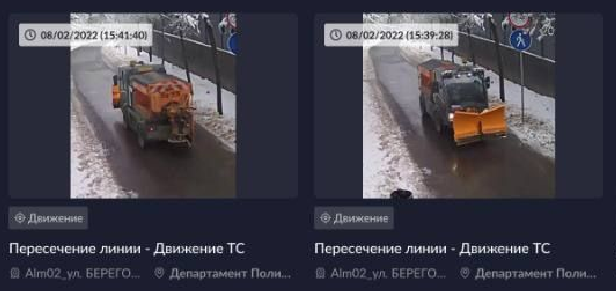 08/02/2022 (15:41:40)
08/02/2022 (15:39:28)
Движение
Движение
Пересечение линии - Движение ТС
Пересечение линии - Движение ТС
Alm02_ул. БЕРЕГО...
Департамент Поли...
Alm02_ул. БЕРЕГО...
Департамент Поли...